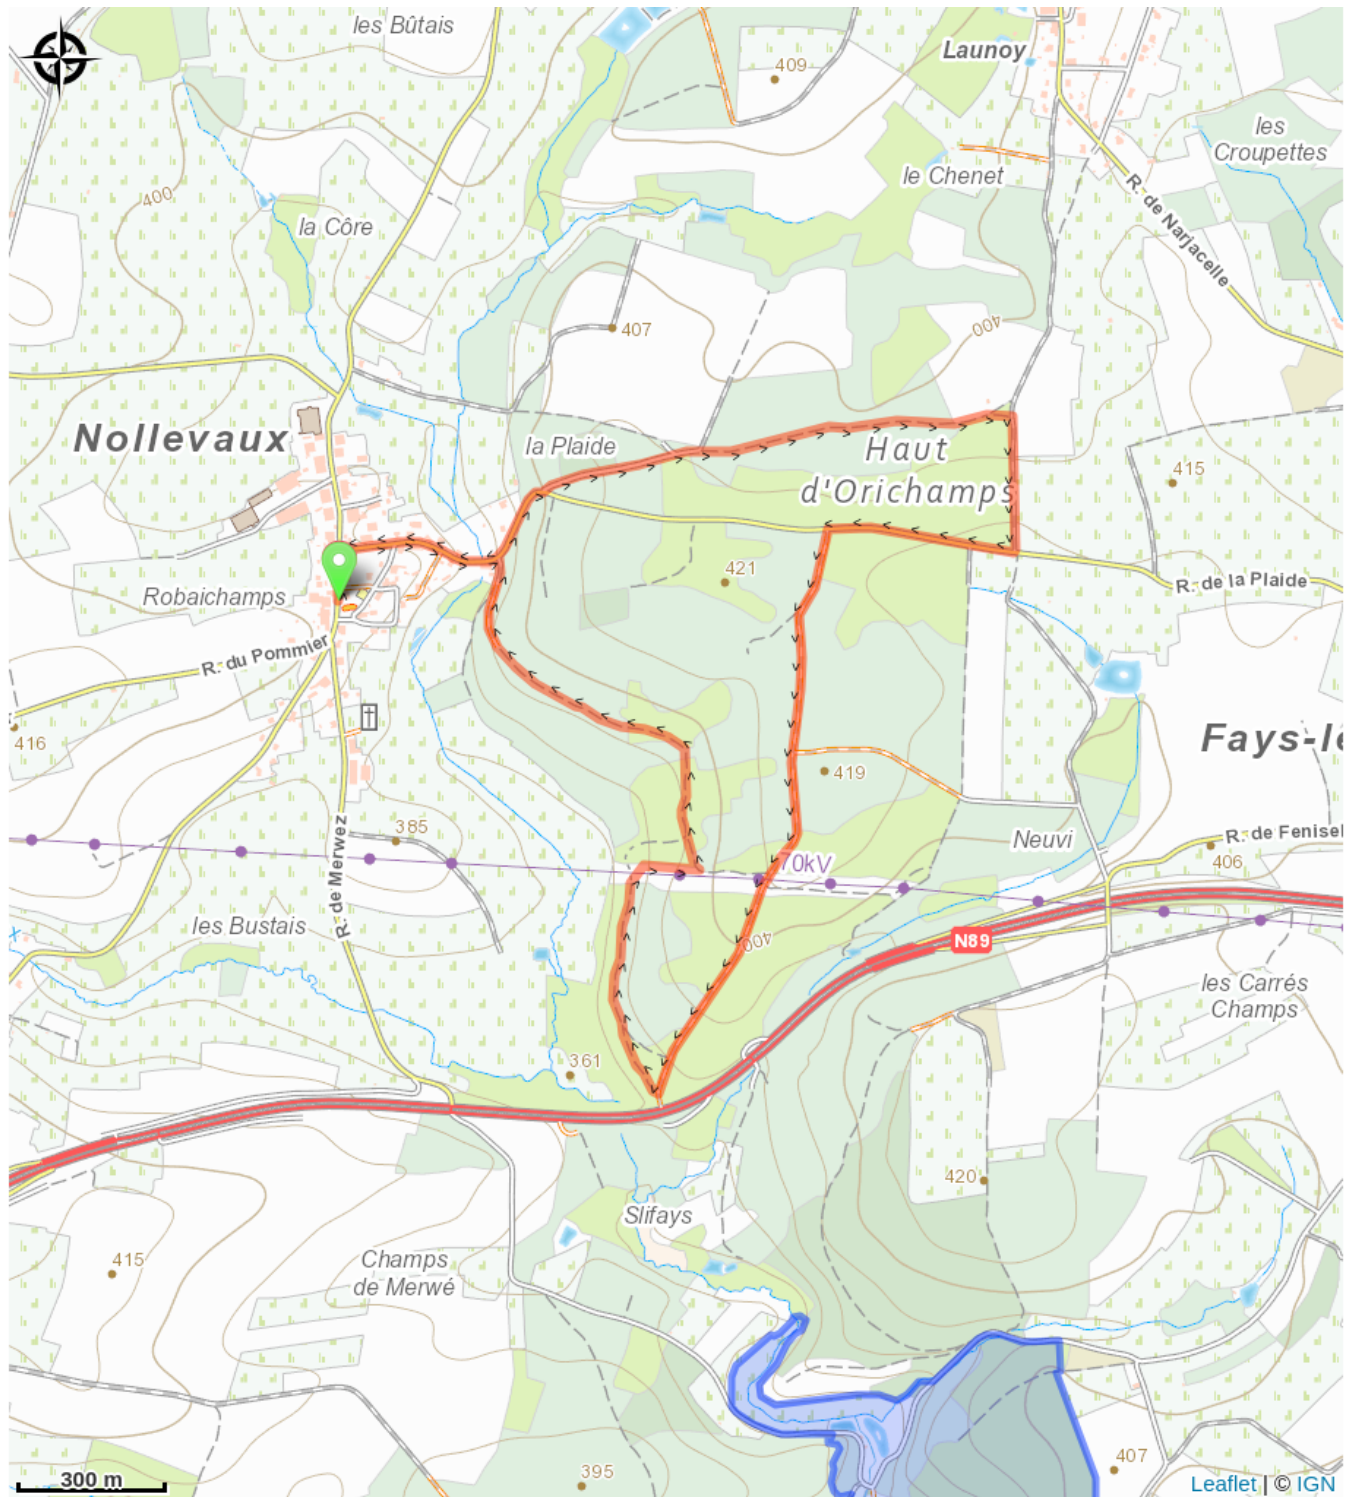 les Bûtais
Launoy
409
les
Croupettes
le Chenet
R. de Narjacelle
400
la Côre
407
400
Nollevaux
la Plaide
Haut
d'Orichamps
415
421
R. de la Plaide
Robaichamps
R. du Pommier
416
Fays-le
419
385
R. de Merwez
Neuvi
R. de Fenisel
406
70kV
les Bustais
400
N89
les Carrés
Champs
361
420
Slifays
415
Champs
de Merwé
407
395
300 m
Leaflet | © IGN